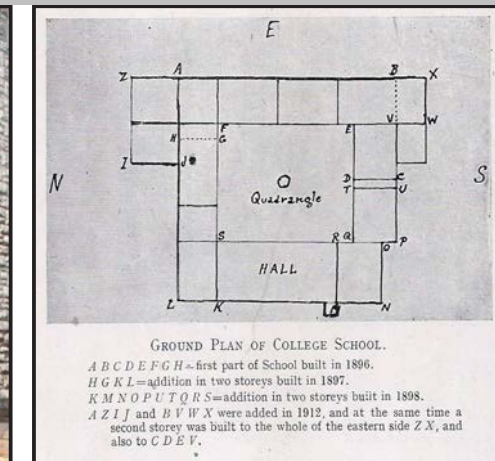 E
Z A B X
F E V W
H G
I J D C
T U
N S
Quadrangle
S R Q O P
HALL
L K N
GROUND PLAN OF COLLEGE SCHOOL.
A B C D E F G H = first part of School built in 1896.
H G K L = addition in two storeys built in 1897.
K M N O P U T Q R S = addition in two storeys built in 1898.
A Z I J and B V W X were added in 1912, and at the same time a
second storey was built to the whole of the eastern side Z X, and
also to C D E V.